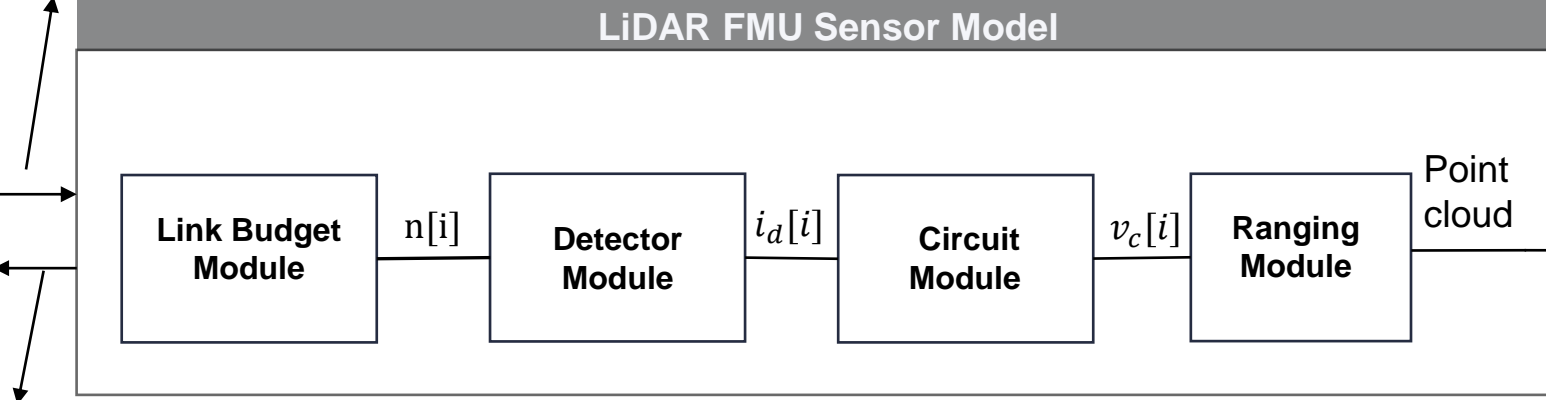 LiDAR FMU Sensor Model
Link Budget
Module
n[i]
Detector
Module
i_d[i]
Circuit
Module
v_c[i]
Ranging
Module
Point
cloud